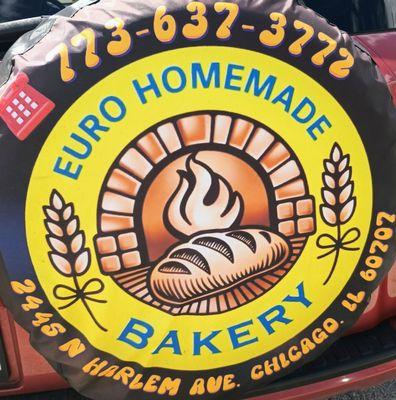 773-637-3772
EURO HOMEMADE
BAKERY
2445 N HARLEM AVE. CHICAGO. IL 60707